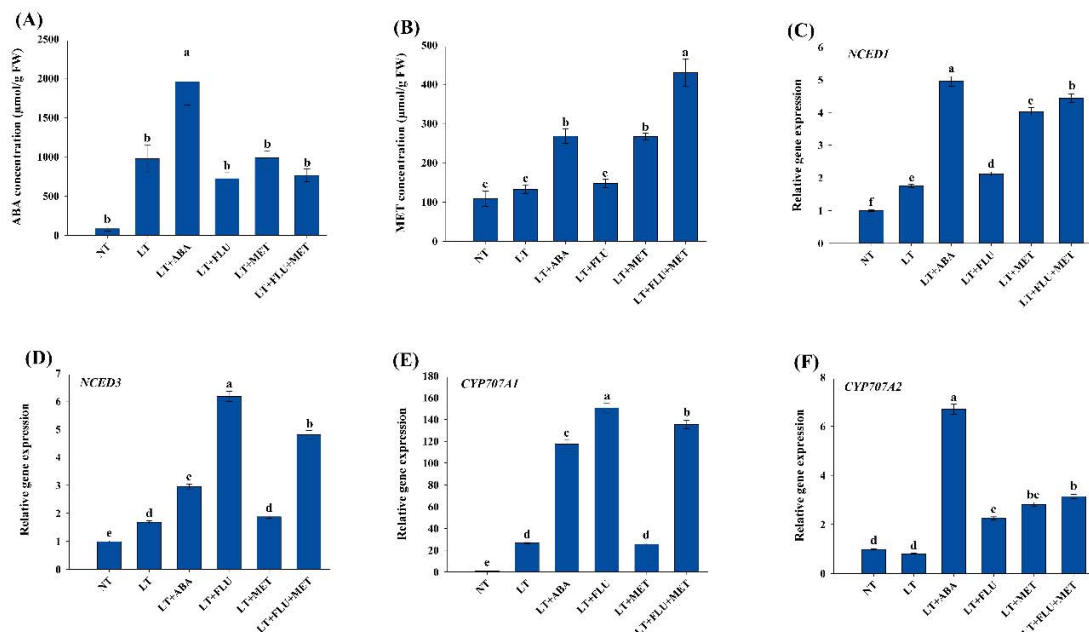 (A)
ABA concentration (μmol/g FW)
2500
2000
1500
1000
500
0
b
b
a
b
b
b
NT
LT
LT+ABA
LT+FLU
LT+MET
LT+FLU+MET
(B)
MET concentration (μmol/g FW)
500
400
300
200
100
0
c
c
b
c
b
a
NT
LT
LT+ABA
LT+FLU
LT+MET
LT+FLU+MET
(C)
NCED1
Relative gene expression
6
5
4
3
2
1
0
f
e
a
d
c
b
NT
LT
LT+ABA
LT+FLU
LT+MET
LT+FLU+MET
(D)
NCED3
Relative gene expression
7
6
5
4
3
2
1
0
e
d
c
a
d
b
NT
LT
LT+ABA
LT+FLU
LT+MET
LT+FLU+MET
(E)
CYP707A1
Relative gene expression
180
160
140
120
100
80
60
40
20
0
e
d
c
a
d
b
NT
LT
LT+ABA
LT+FLU
LT+MET
LT+FLU+MET
(F)
CYP707A2
Relative gene expression
8
6
4
2
0
d
d
a
c
bc
b
NT
LT
LT+ABA
LT+FLU
LT+MET
LT+FLU+MET